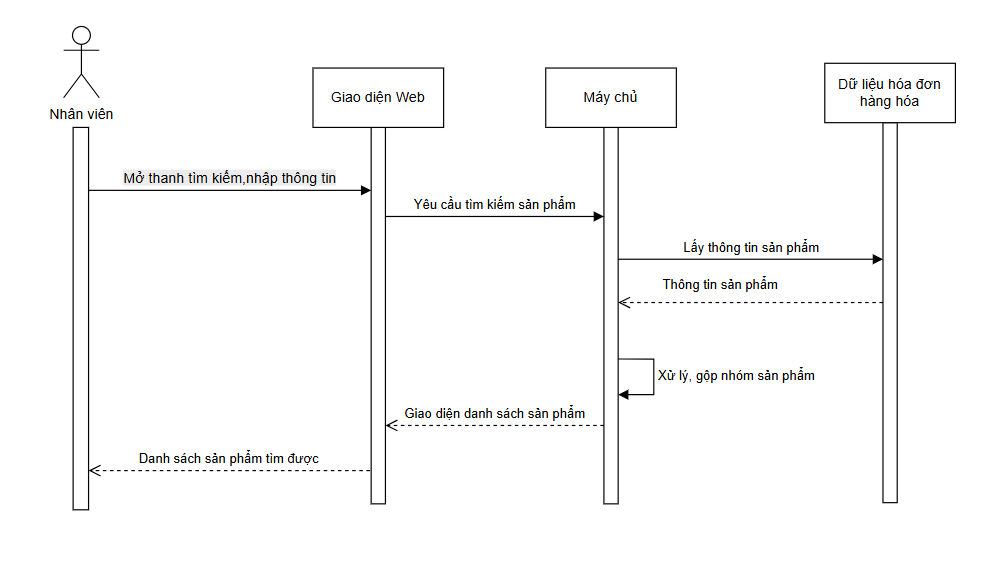 Nhân viên
Giao diện Web
Máy chủ
Dữ liệu hóa đơn
hàng hóa
Mở thanh tìm kiếm,nhập thông tin
Yêu cầu tìm kiếm sản phẩm
Lấy thông tin sản phẩm
Thông tin sản phẩm
Xử lý, gộp nhóm sản phẩm
Giao diện danh sách sản phẩm
Danh sách sản phẩm tìm được